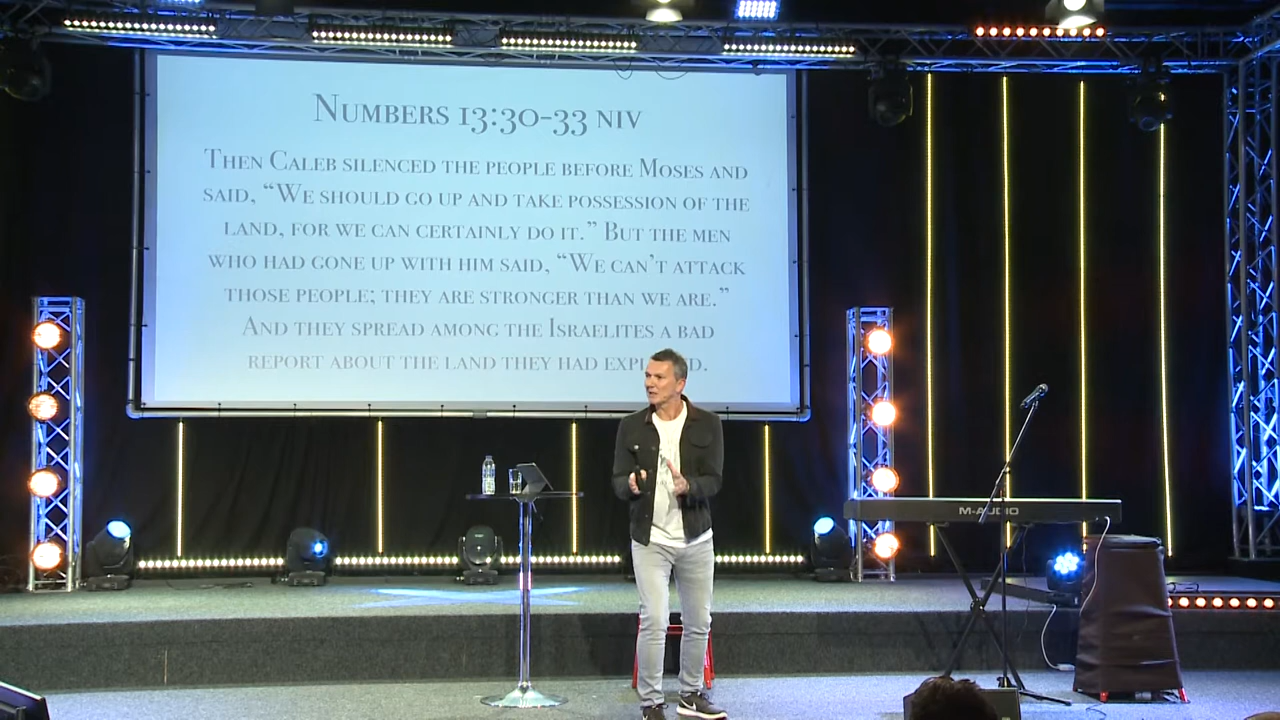 Numbers 13:30-33 NIV
Then Caleb silenced the people before Moses and
said, “We should go up and take possession of the
land, for we can certainly do it.” But the men
who had gone up with him said, “We can’t attack
those people; they are stronger than we are.”
And they spread among the Israelites a bad
report about the land they had
M-AUDIO